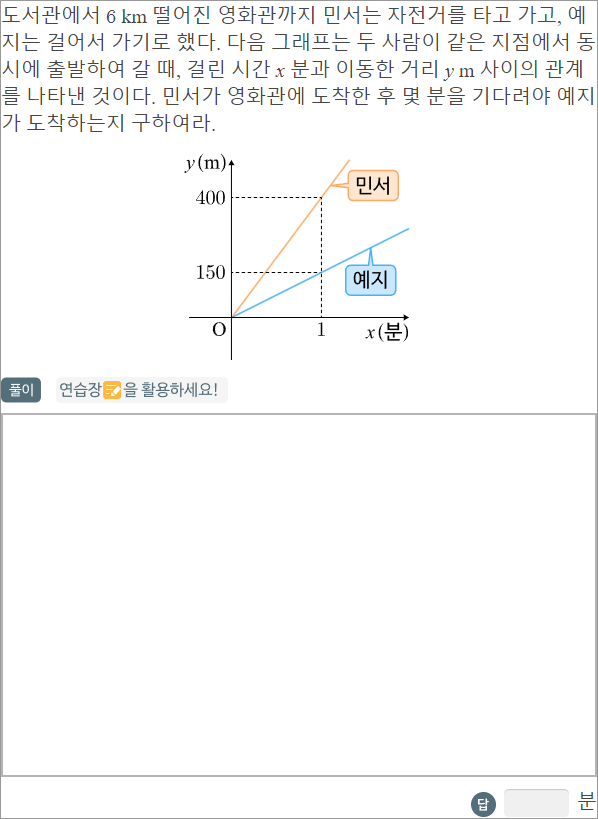 도서관에서 6 km 떨어진 영화관까지 민서는 자전거를 타고 가고, 예
지는 걸어서 가기로 했다. 다음 그래프는 두 사람이 같은 지점에서 동
시에 출발하여 갈 때, 걸린 시간 x 분과 이동한 거리 y m 사이의 관계
를 나타낸 것이다. 민서가 영화관에 도착한 후 몇 분을 기다려야 예지
가 도착하는지 구하여라.
y(m)
민서
400
150
예지
O
1
x(분)
풀이 연습장을 활용하세요!
답 분